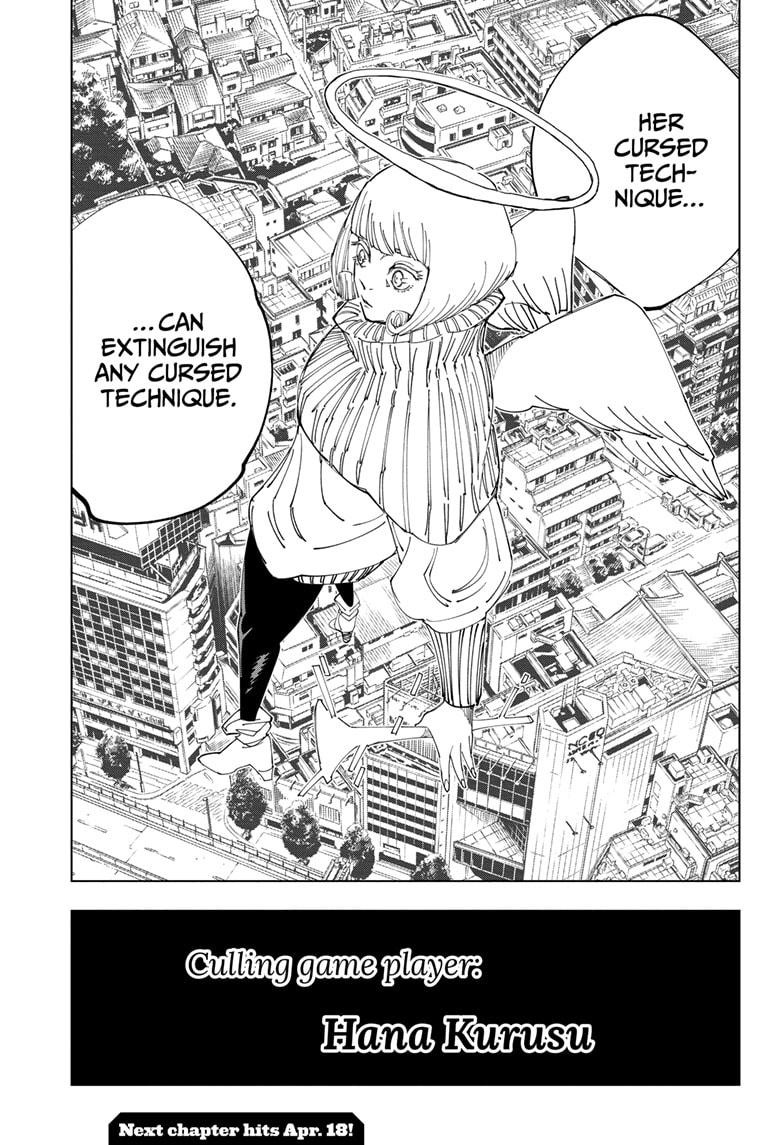 HER
CURSED
TECH-
NIQUE...
...CAN
EXTINGUISH
ANY CURSED
TECHNIQUE.
Culling game player:
Hana Kurusu
Next chapter hits Apr. 18!